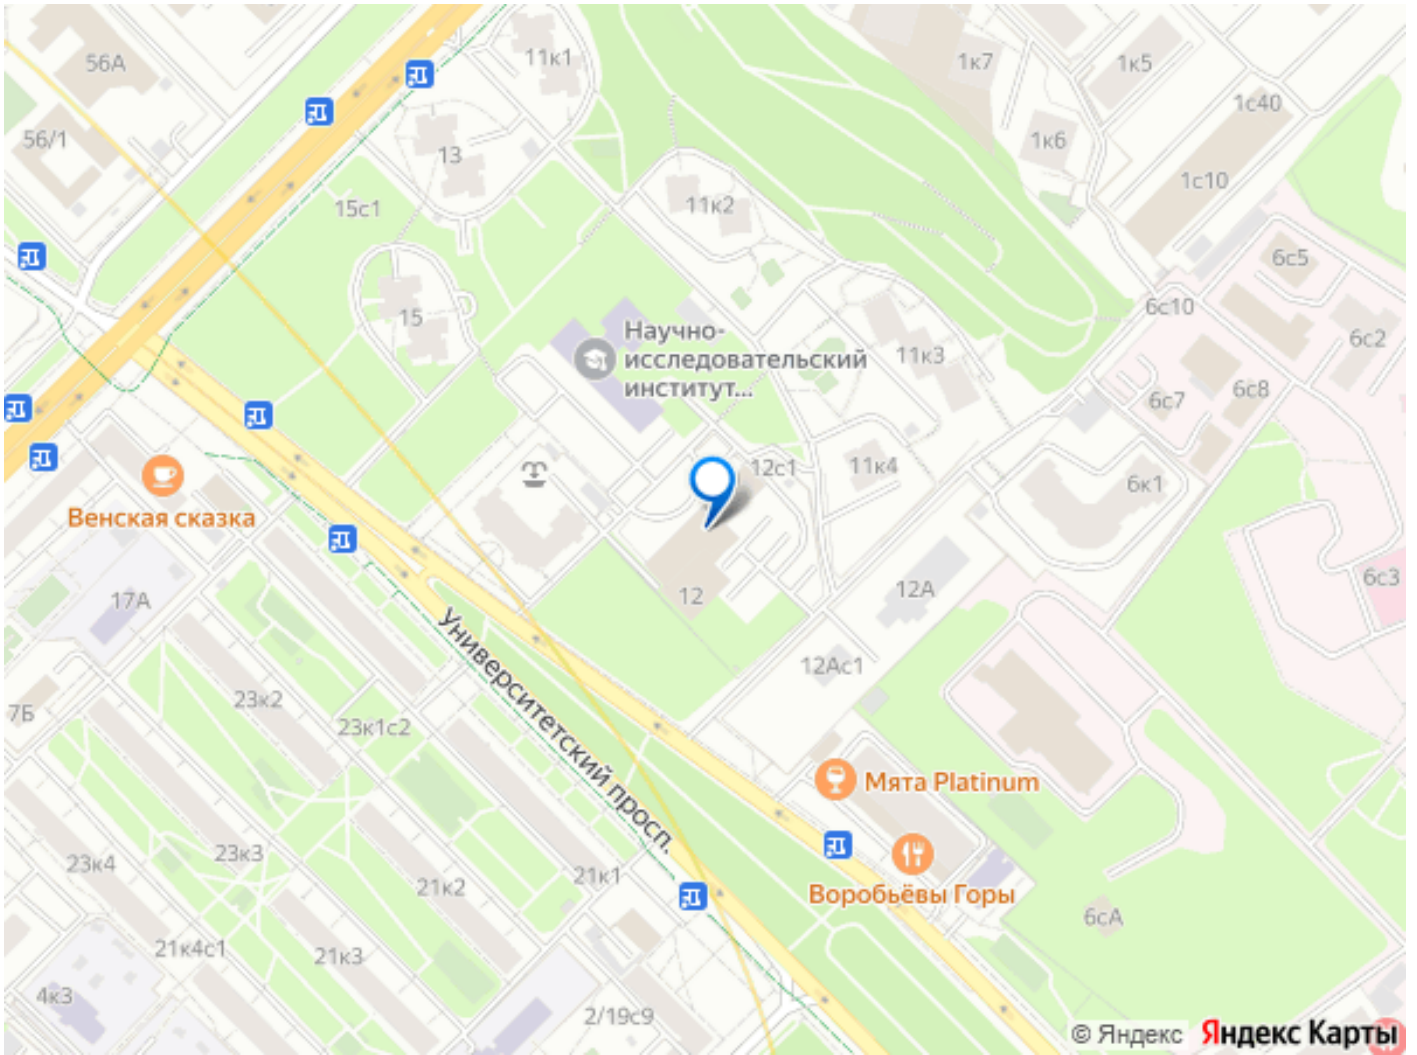 56А
11к1
1к7
1к5
1с40
56/1
13
1к6
1с10
15с1
11к2
6с5
6с10
15
Научно-
исследовательский
институт...
11к3
6с2
6с7
6с8
12с1
11к4
6к1
Венская сказка
17А
12
12А
6с3
Университетский просп.
12Ас1
7Б
23к2
23к1с2
Мята Platinum
23к4
23к3
21к2
21к1
Воробьёвы Горы
6сА
21к4с1
21к3
4к3
2/19с9
© Яндекс Яндекс Карты